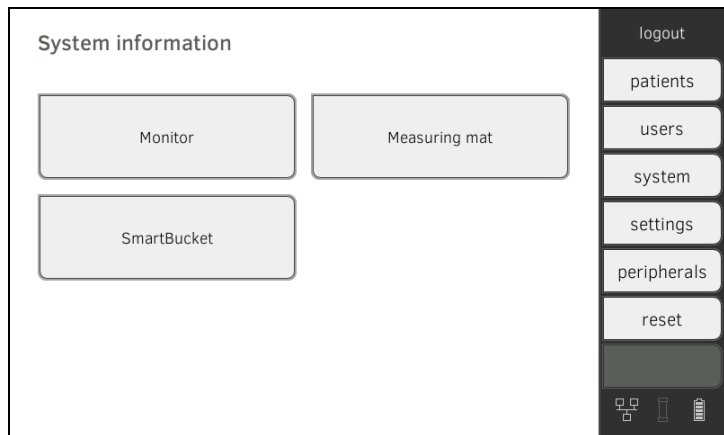 System information
Monitor
Measuring mat
SmartBucket
logout
patients
users
system
settings
peripherals
reset